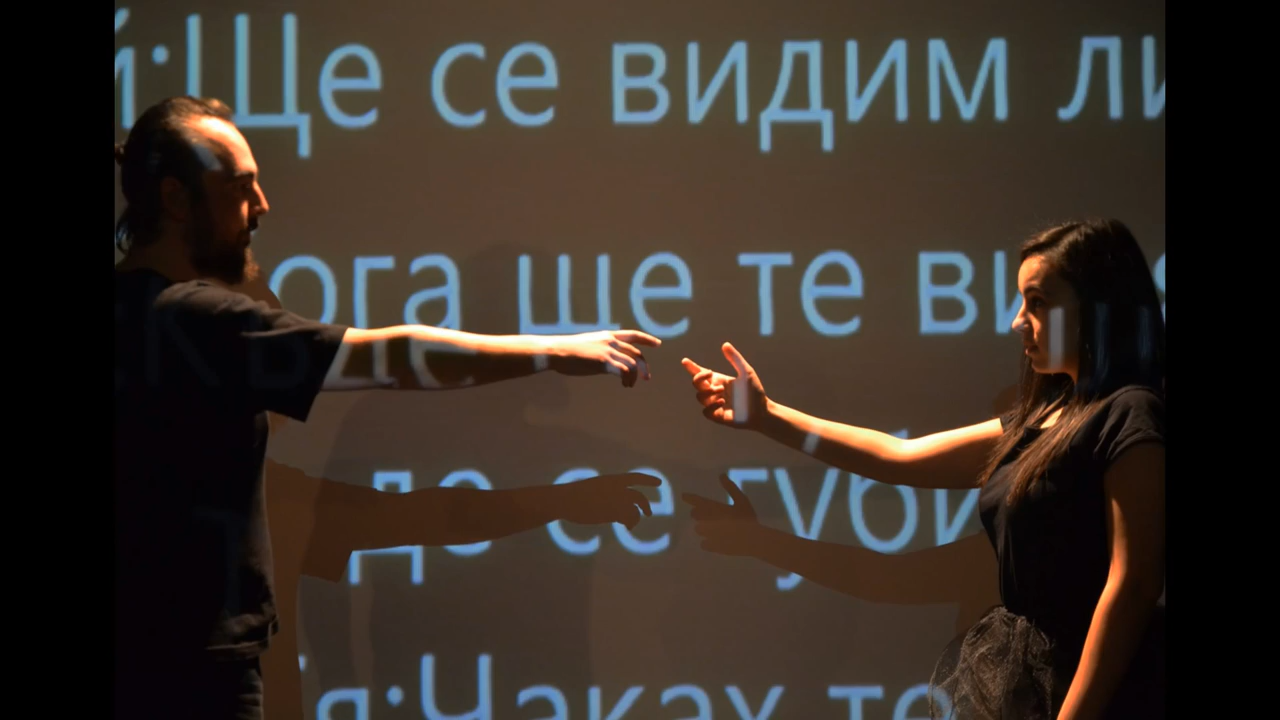 й:Ще се видим ли
ога ще те ви
де се губи
я:Чаках те